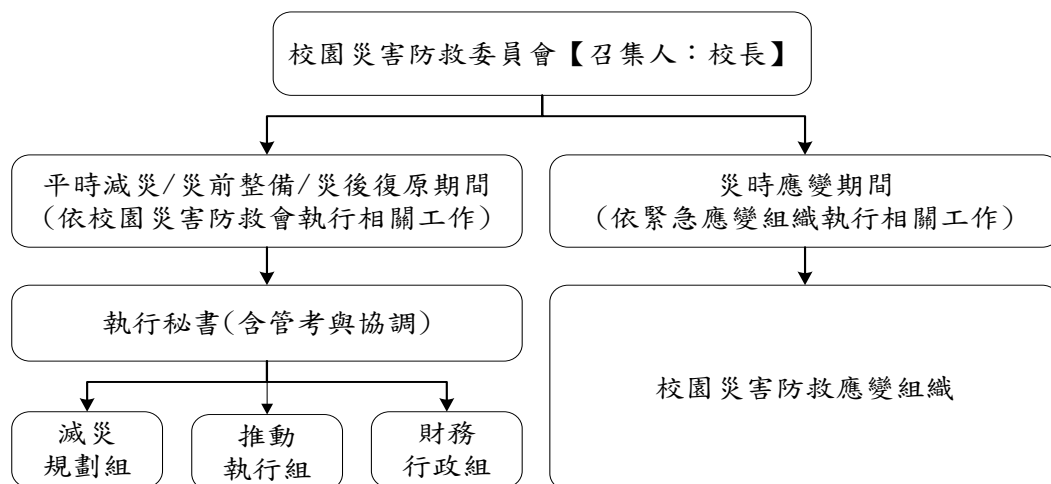 校園災害防救委員會【召集人：校長】
平時減災/災前整備/災後復原期間
(依校園災害防救會執行相關工作)
災時應變期間
(依緊急應變組織執行相關工作)
執行秘書(含管考與協調)
校園災害防救應變組織
減災
規劃組
推動
執行組
財務
行政組